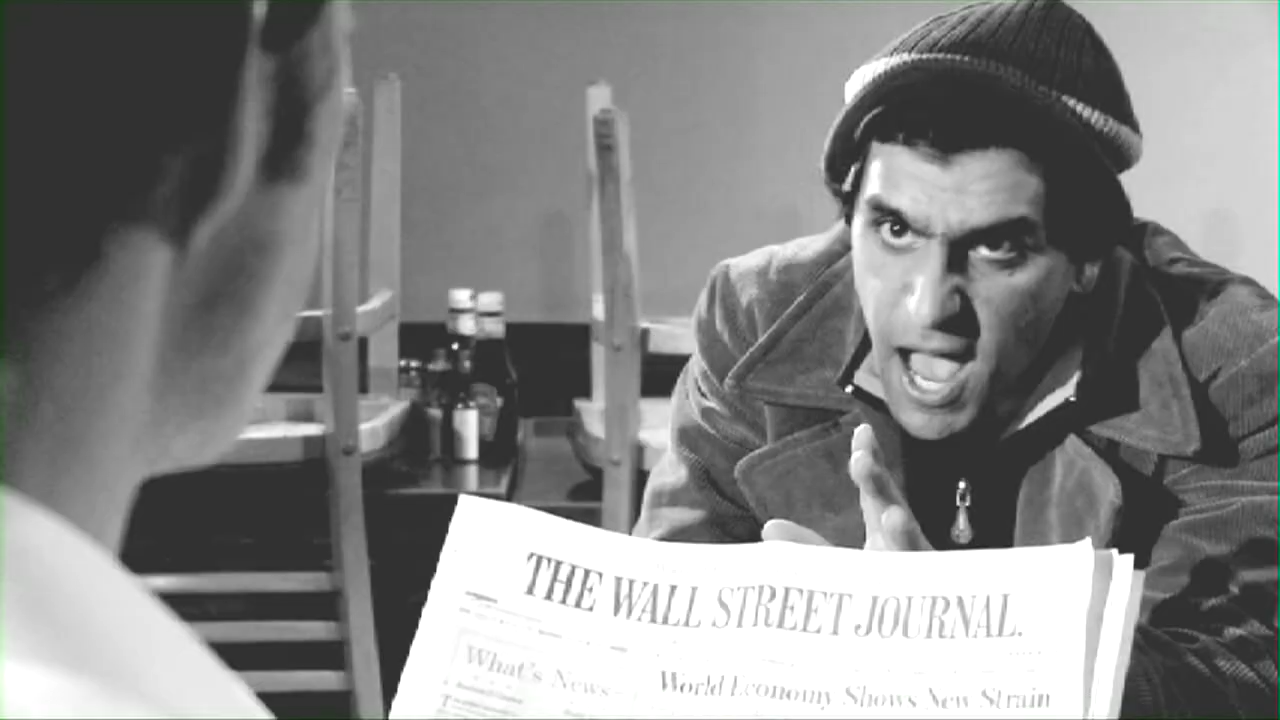 THE WALL STREET JOURNAL.
What's News—
World Economy Shows New Strain